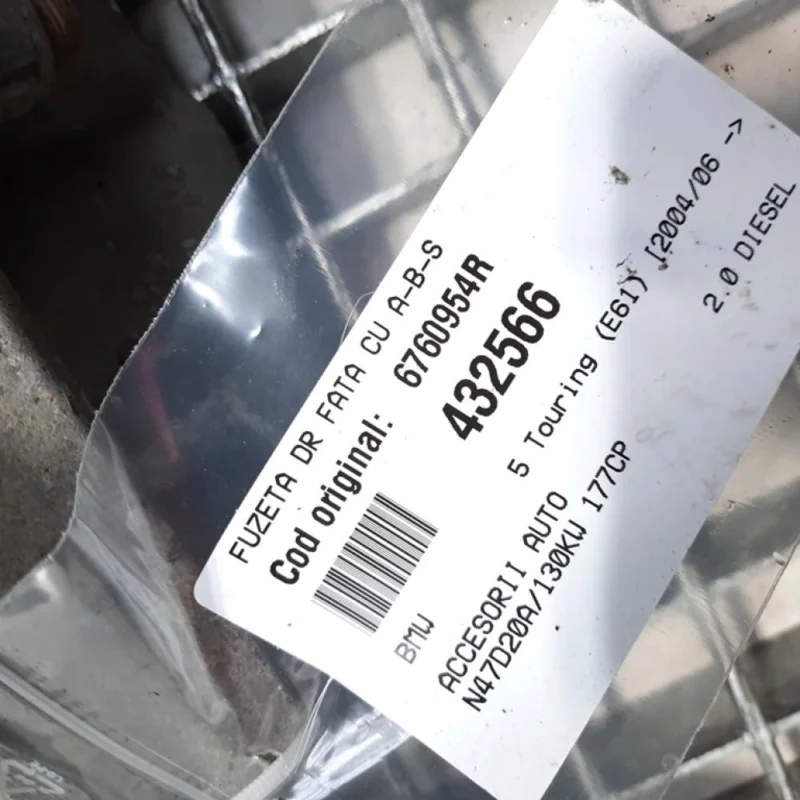 FUZETA DR FATA CU A-B-S
Cod original: 6760954R
432566
BMW 5 Touring (E61) [2004/06 ->
ACCESORII AUTO 2.0 DIESEL
N47D20A/130KW 177CP